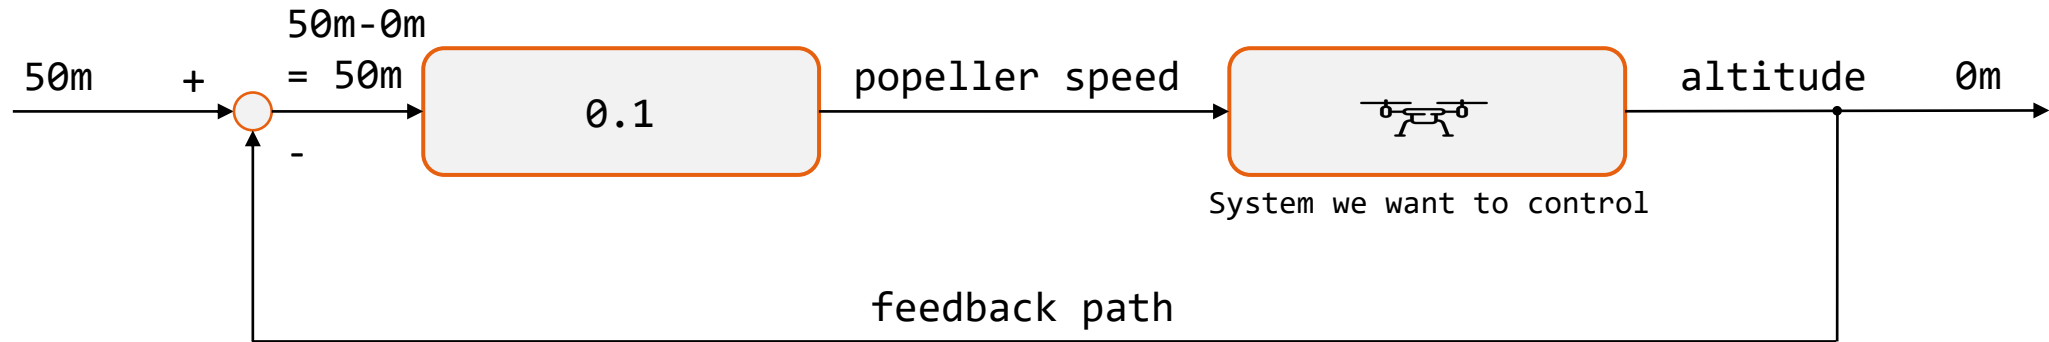 50m-0m
50m + = 50m popeller speed altitude 0m
0.1
-
System we want to control
feedback path